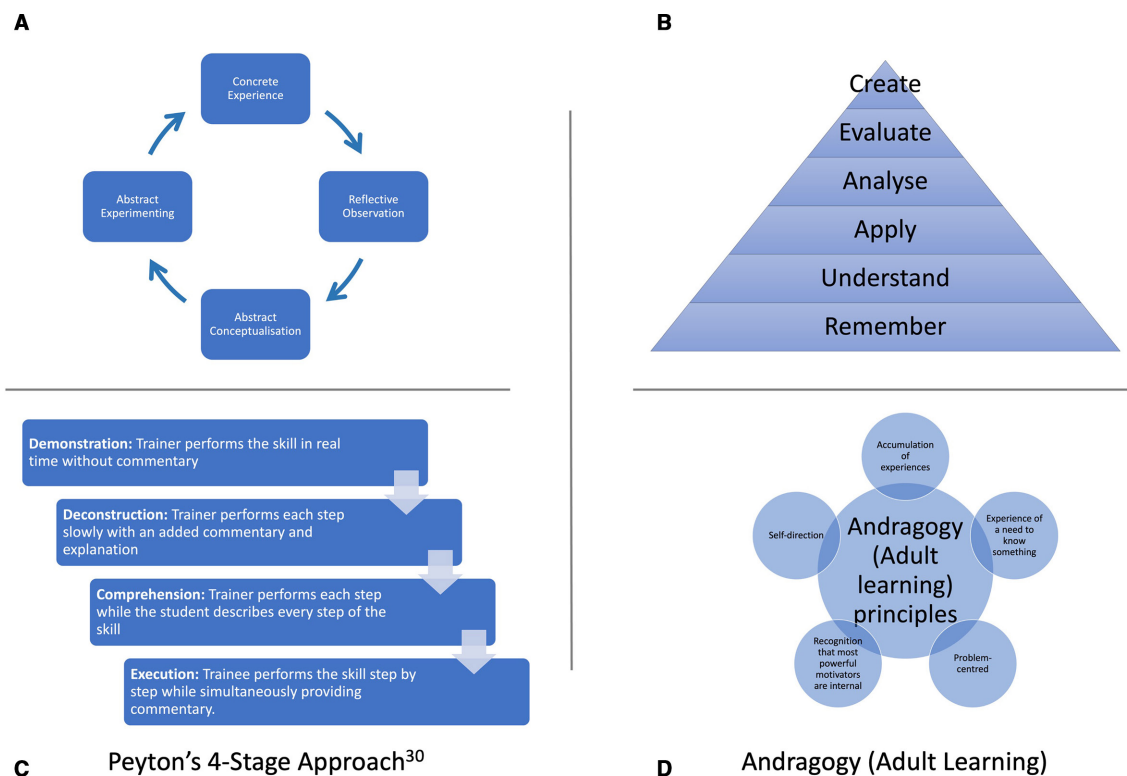 A
Concrete
Experience
Reflective
Observation
Abstract
Conceptualisation
Abstract
Experimenting
B
Create
Evaluate
Analyse
Apply
Understand
Remember
Demonstration: Trainer performs the skill in real
time without commentary
Deconstruction: Trainer performs each step
slowly with an added commentary and
explanation
Comprehension: Trainer performs each step
while the student describes every step of the
skill
Execution: Trainee performs the skill step by
step while simultaneously providing
commentary.
C
Peyton's 4-Stage Approach³⁰
Accumulation
of
experiences
Experience of
a need to
know
something
Problem-
centred
Recognition
that most
powerful
motivators
are internal
Self-direction
Andragogy
(Adult
learning)
principles
D
Andragogy (Adult Learning)